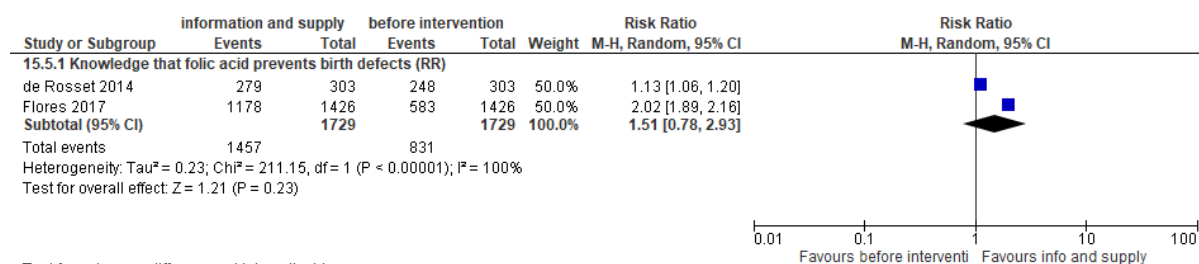 information and supply before intervention Risk Ratio Risk Ratio
Study or Subgroup Events Total Events Total Weight M-H, Random, 95% CI M-H, Random, 95% CI
15.5.1 Knowledge that folic acid prevents birth defects (RR)
de Rosset 2014 279 303 248 303 50.0% 1.13 [1.06, 1.20]
Flores 2017 1178 1426 583 1426 50.0% 2.02 [1.89, 2.16]
Subtotal (95% CI) 1729 1729 100.0% 1.51 [0.78, 2.93]
Total events 1457 831
Heterogeneity: Tau² = 0.23; Chi² = 211.15, df = 1 (P < 0.00001); I² = 100%
Test for overall effect: Z = 1.21 (P = 0.23)
0.01 0.1 1 10 100
Favours before interventi Favours info and supply